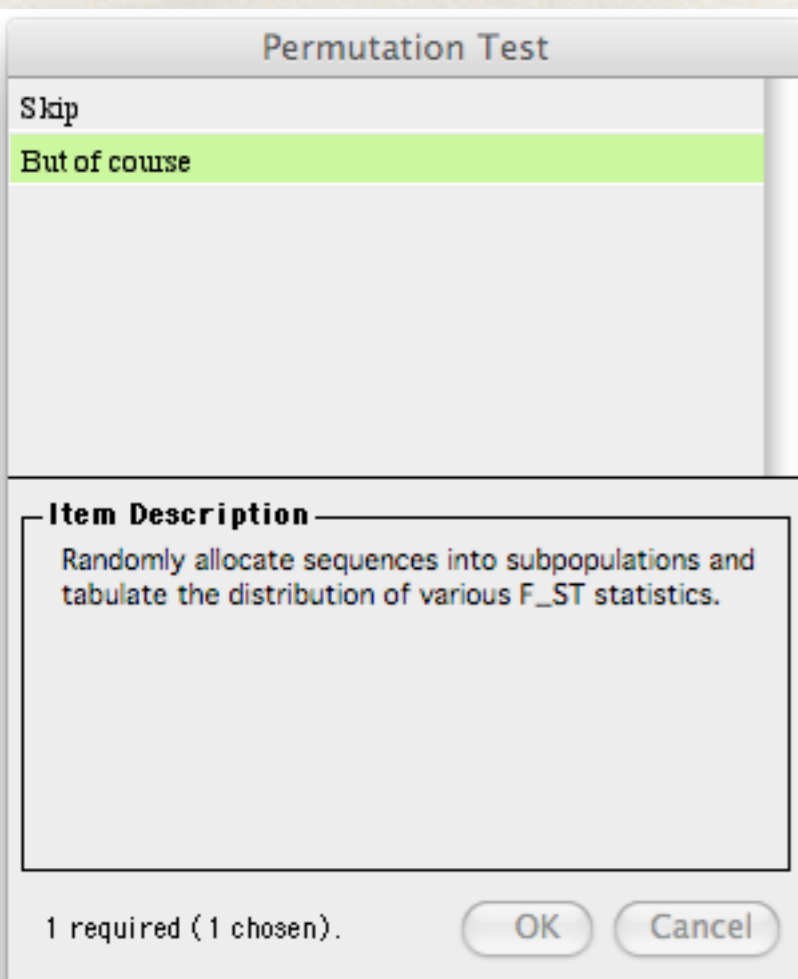 Permutation Test
Skip
But of course
Item Description
Randomly allocate sequences into subpopulations and
tabulate the distribution of various F_ST statistics.
1 required (1 chosen).
OK
Cancel